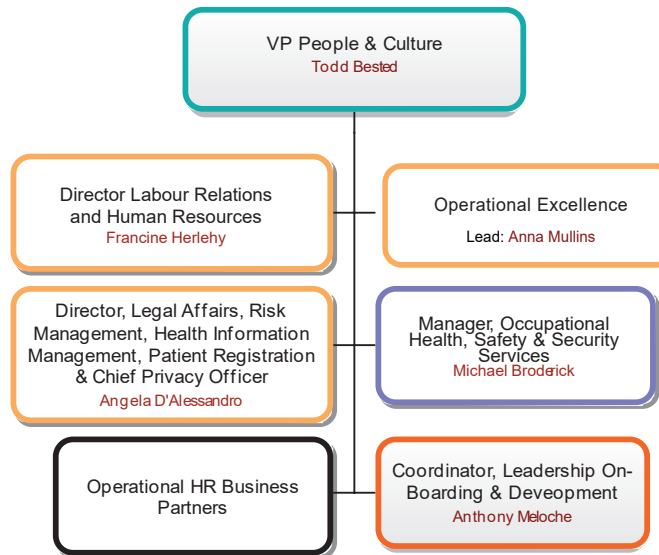 VP People & Culture
Todd Bested
Director Labour Relations
and Human Resources
Francine Herlehy
Operational Excellence
Lead: Anna Mullins
Director, Legal Affairs, Risk
Management, Health Information
Management, Patient Registration
& Chief Privacy Officer
Angela D'Alessandro
Manager, Occupational
Health, Safety & Security
Services
Michael Broderick
Operational HR Business
Partners
Coordinator, Leadership On-
Boarding & Deveopment
Anthony Meloche